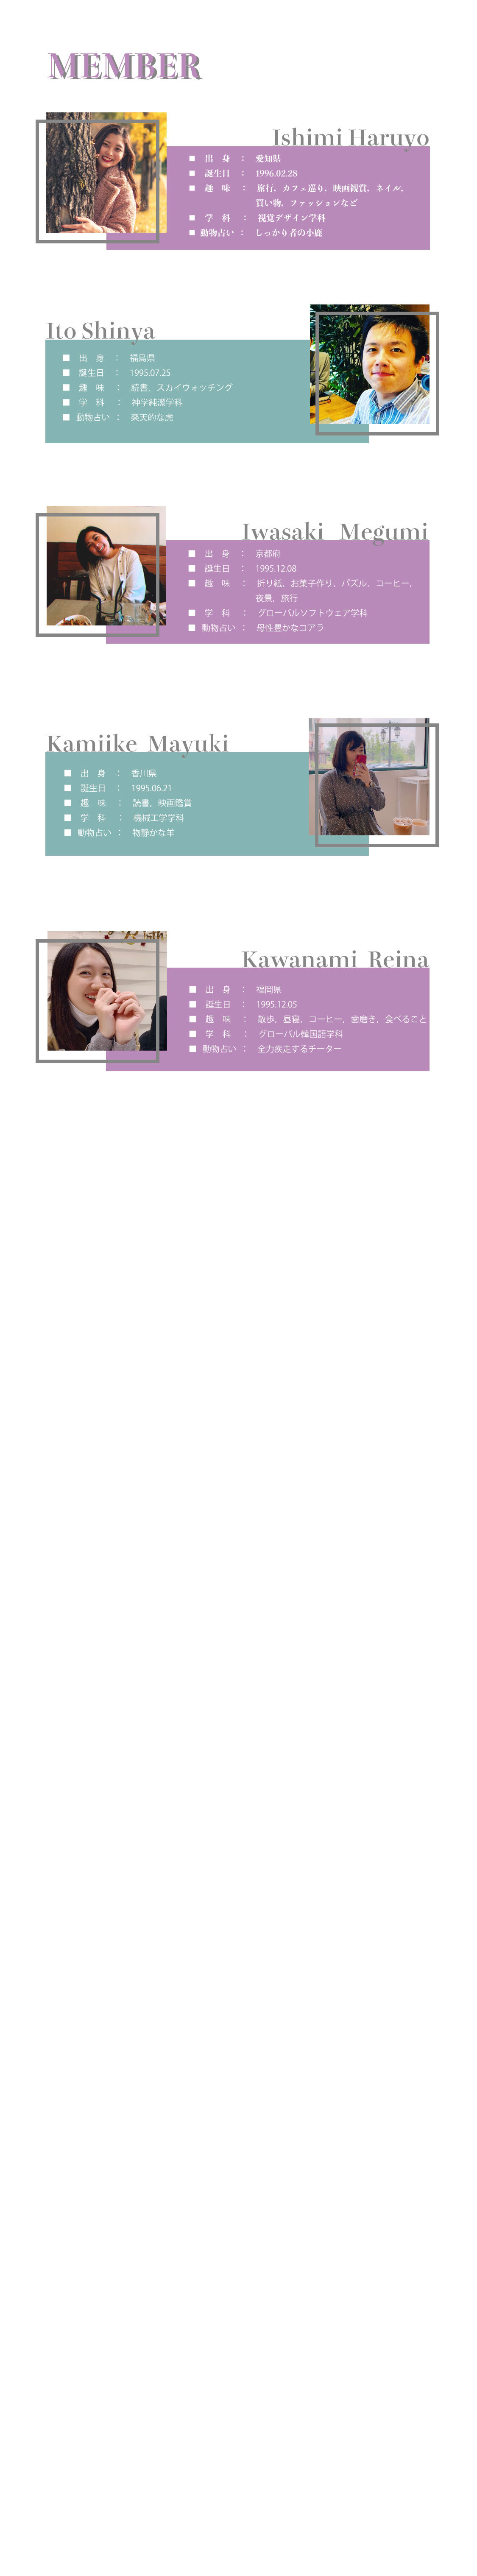 MEMBER
Ishimi Haruyo
■ 出 身 : 愛知県
■ 誕生日 : 1996.02.28
■ 趣 味 : 旅行，カフェ巡り，映画観賞，ネイル，
買い物，ファッションなど
■ 学 科 : 視覚デザイン学科
■ 動物占い : しっかり者の小鹿
Ito Shinya
■ 出 身 : 福島県
■ 誕生日 : 1995.07.25
■ 趣 味 : 読書，スカイウォッチング
■ 学 科 : 神学純潔学科
■ 動物占い : 楽天的な虎
Iwasaki Megumi
■ 出 身 : 京都府
■ 誕生日 : 1995.12.08
■ 趣 味 : 折り紙，お菓子作り，パズル，コーヒー，
夜景，旅行
■ 学 科 : グローバルソフトウェア学科
■ 動物占い : 母性豊かなコアラ
Kamiike Mayuki
■ 出 身 : 香川県
■ 誕生日 : 1995.06.21
■ 趣 味 : 読書，映画鑑賞
■ 学 科 : 機械工学学科
■ 動物占い : 物静かな羊
Kawanami Reina
■ 出 身 : 福岡県
■ 誕生日 : 1995.12.05
■ 趣 味 : 散歩，昼寝，コーヒー，歯磨き，食べること
■ 学 科 : グローバル韓国語学科
■ 動物占い : 全力疾走するチーター